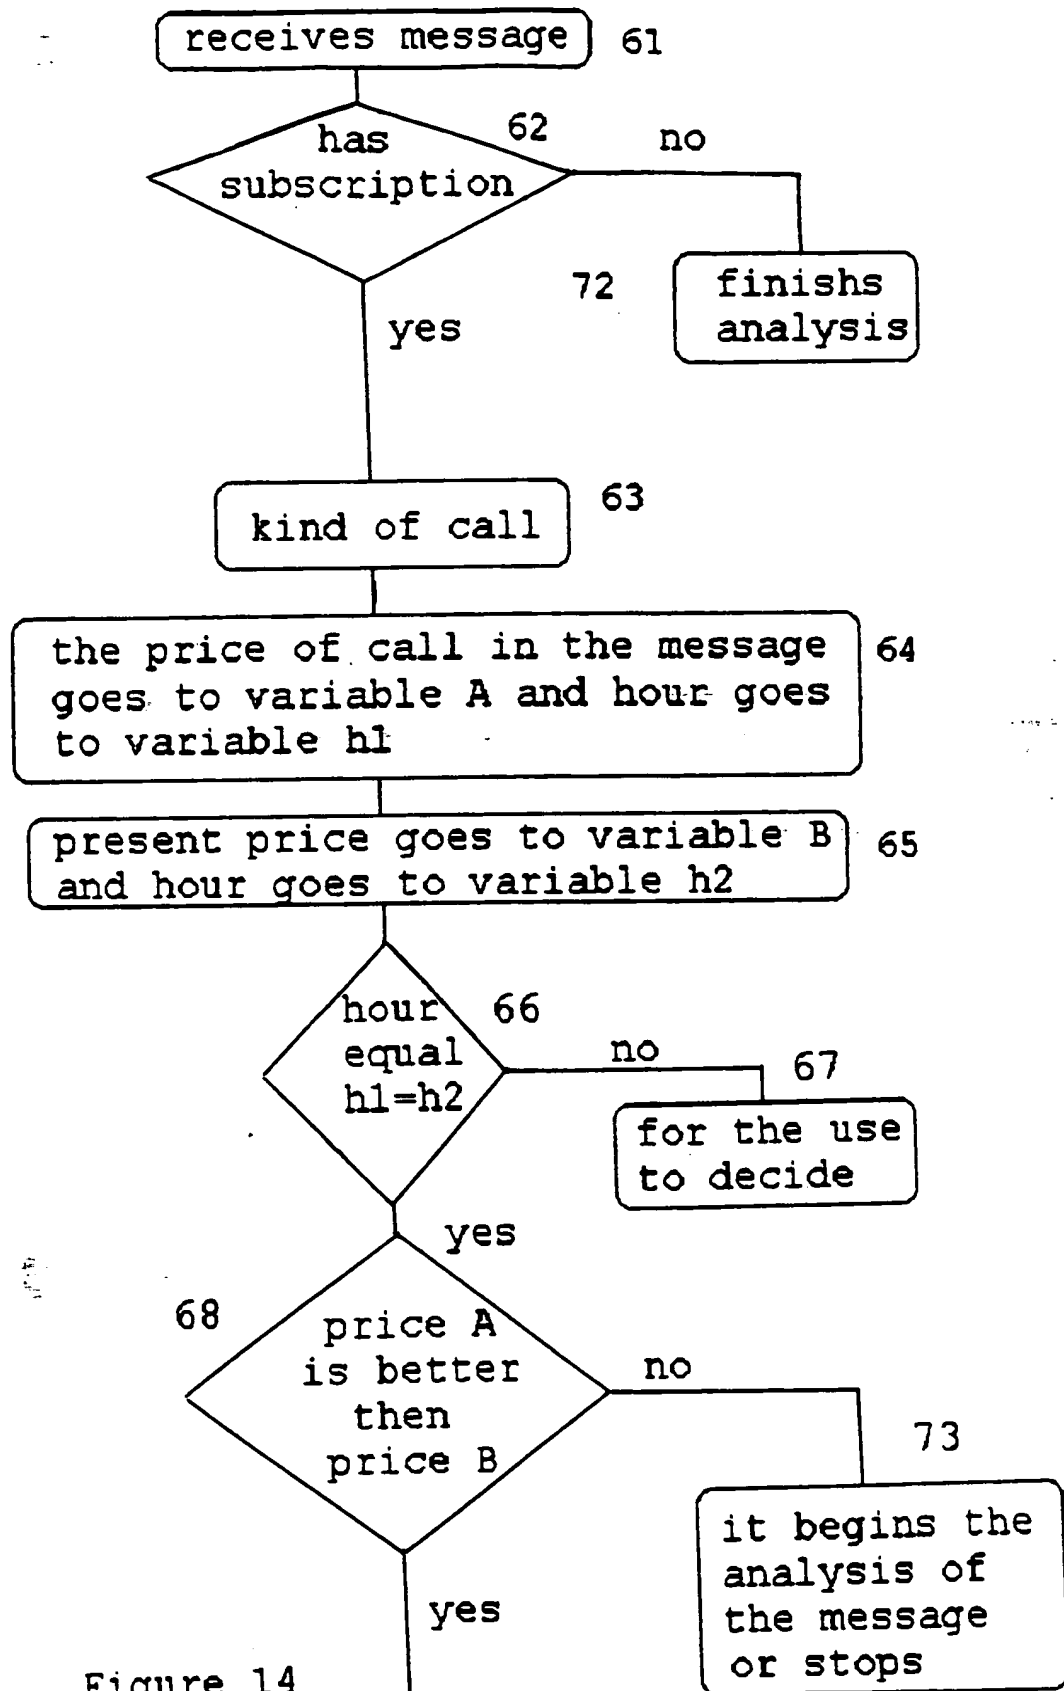 receives message
61
has
subscription
62
no
72
finishs
analysis
yes
63
kind of call
the price of call in the message
goes to variable A and hour goes
to variable h1
64
present price goes to variable B
and hour goes to variable h2
65
hour
equal
h1=h2
66
no
67
for the use
to decide
yes
68
price A
is better
then
price B
no
73
it begins the
analysis of
the message
or stops
yes
Figure 14